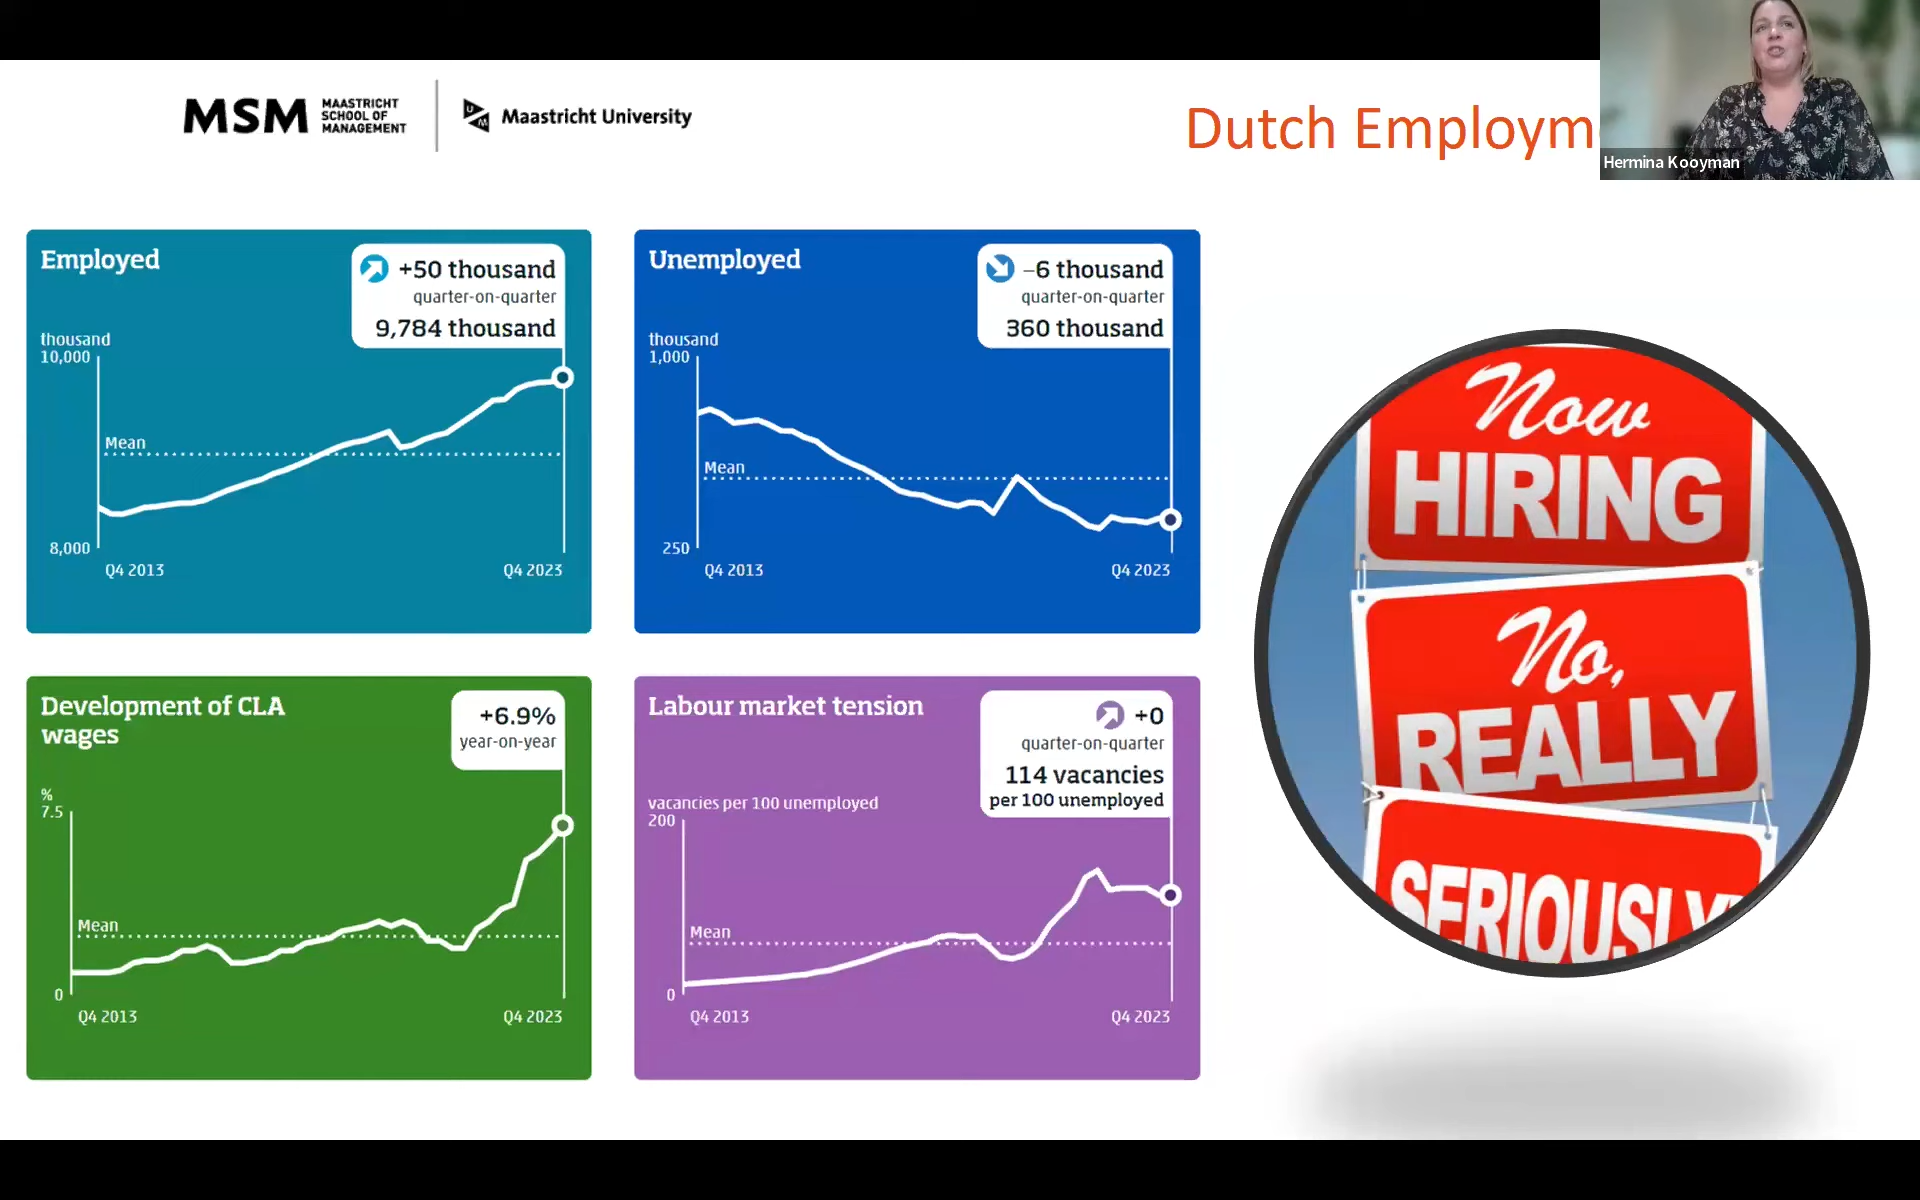 MSM MAASTRICHT
SCHOOL OF
MANAGEMENT
UM
Maastricht University
Dutch Employm
Hermina Kooyman
Employed
+50 thousand
quarter-on-quarter
9,784 thousand
thousand
10,000
Mean
8,000
Q4 2013
Q4 2023
Unemployed
–6 thousand
quarter-on-quarter
360 thousand
thousand
1,000
Mean
250
Q4 2013
Q4 2023
Development of CLA
wages
+6.9%
year-on-year
%
7.5
Mean
0
Q4 2013
Q4 2023
Labour market tension
+0
quarter-on-quarter
114 vacancies
per 100 unemployed
vacancies per 100 unemployed
200
Mean
0
Q4 2013
Q4 2023
Now
HIRING
No,
REALLY
SERIOUSLY